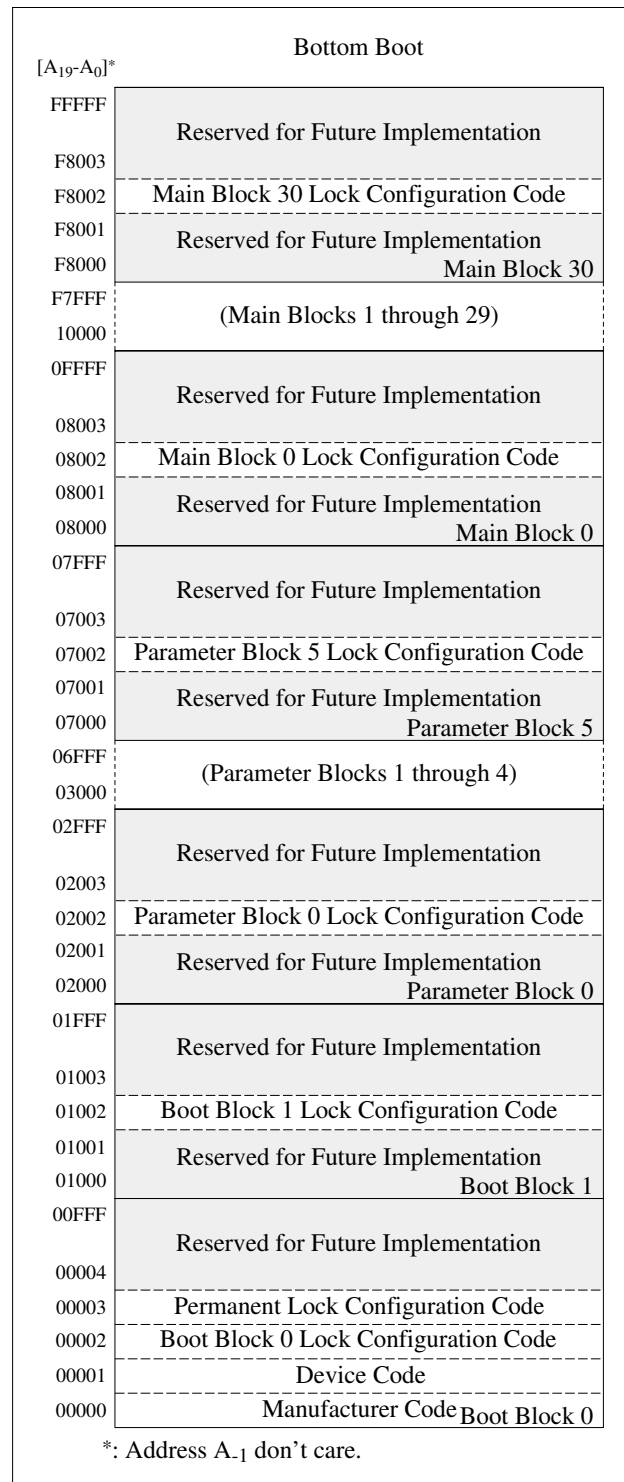 Bottom Boot
[A19-A0]*
FFFFF
Reserved for Future Implementation
F8003
F8002 Main Block 30 Lock Configuration Code
F8001
Reserved for Future Implementation
F8000
Main Block 30
F7FFF
(Main Blocks 1 through 29)
10000
0FFFF
Reserved for Future Implementation
08003
08002 Main Block 0 Lock Configuration Code
08001
Reserved for Future Implementation
08000
Main Block 0
07FFF
Reserved for Future Implementation
07003
07002 Parameter Block 5 Lock Configuration Code
07001
Reserved for Future Implementation
07000
Parameter Block 5
06FFF
(Parameter Blocks 1 through 4)
03000
02FFF
Reserved for Future Implementation
02003
02002 Parameter Block 0 Lock Configuration Code
02001
Reserved for Future Implementation
02000
Parameter Block 0
01FFF
Reserved for Future Implementation
01003
01002 Boot Block 1 Lock Configuration Code
01001
Reserved for Future Implementation
01000
Boot Block 1
00FFF
Reserved for Future Implementation
00004
00003 Permanent Lock Configuration Code
00002 Boot Block 0 Lock Configuration Code
00001 Device Code
00000 Manufacturer Code Boot Block 0
*: Address A-1 don't care.